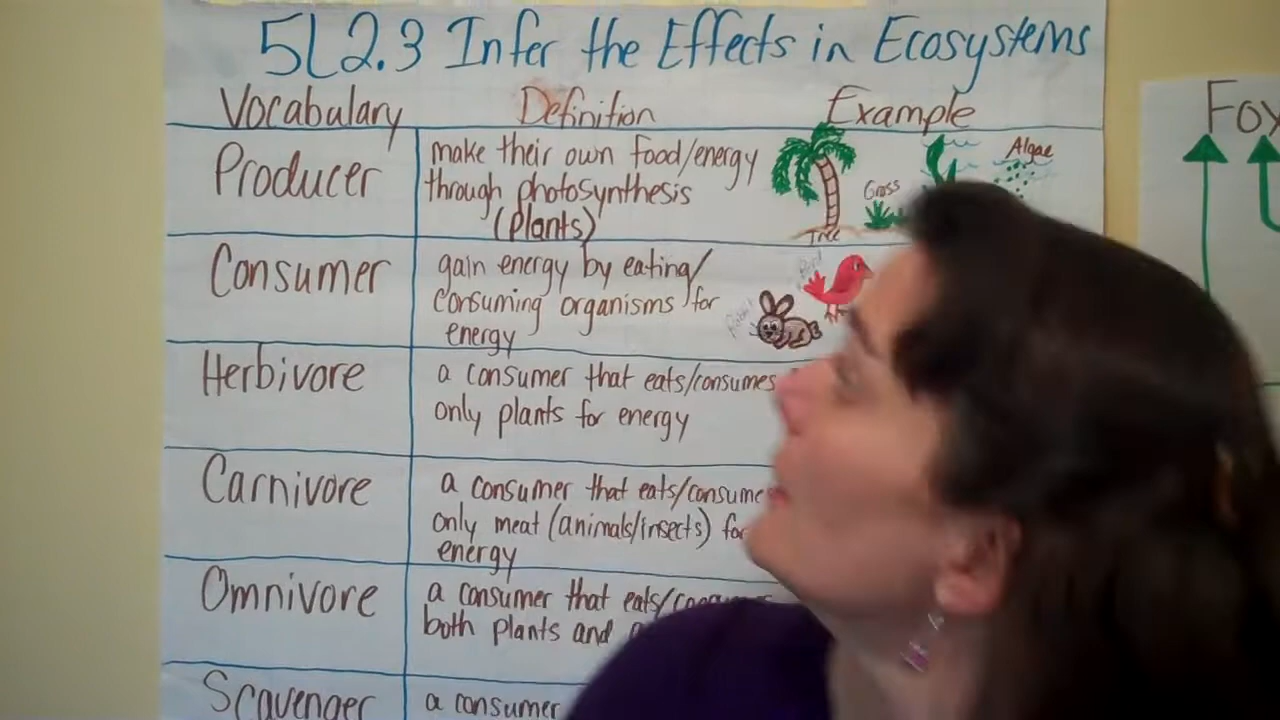 5L2.3 Infer the Effects in Ecosystems
Vocabulary Definition Example
Producer
make their own food/energy
through photosynthesis
(plants)
Tree
Grass
Algae
Consumer
gain energy by eating/
consuming organisms for
energy
Rabbit
Bird
Herbivore
a consumer that eats/consumes
only plants for energy
Carnivore
a consumer that eats/consume
only meat (animals/insects) for
energy
Omnivore
a consumer that eats/
both plants and
Scavenger
a consumer
Fox